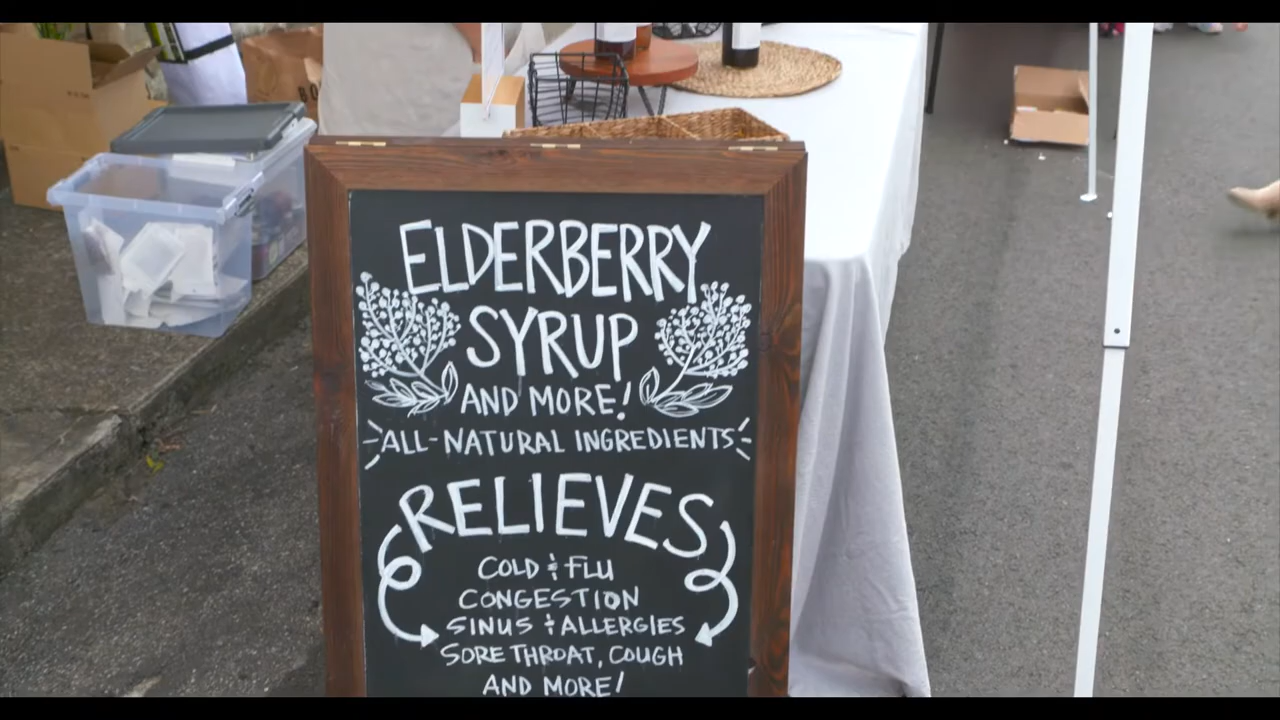 ELDERBERRY
SYRUP
AND MORE!
ALL-NATURAL INGREDIENTS
RELIEVES
COLD & FLU
CONGESTION
SINUS & ALLERGIES
SORE THROAT, COUGH
AND MORE!